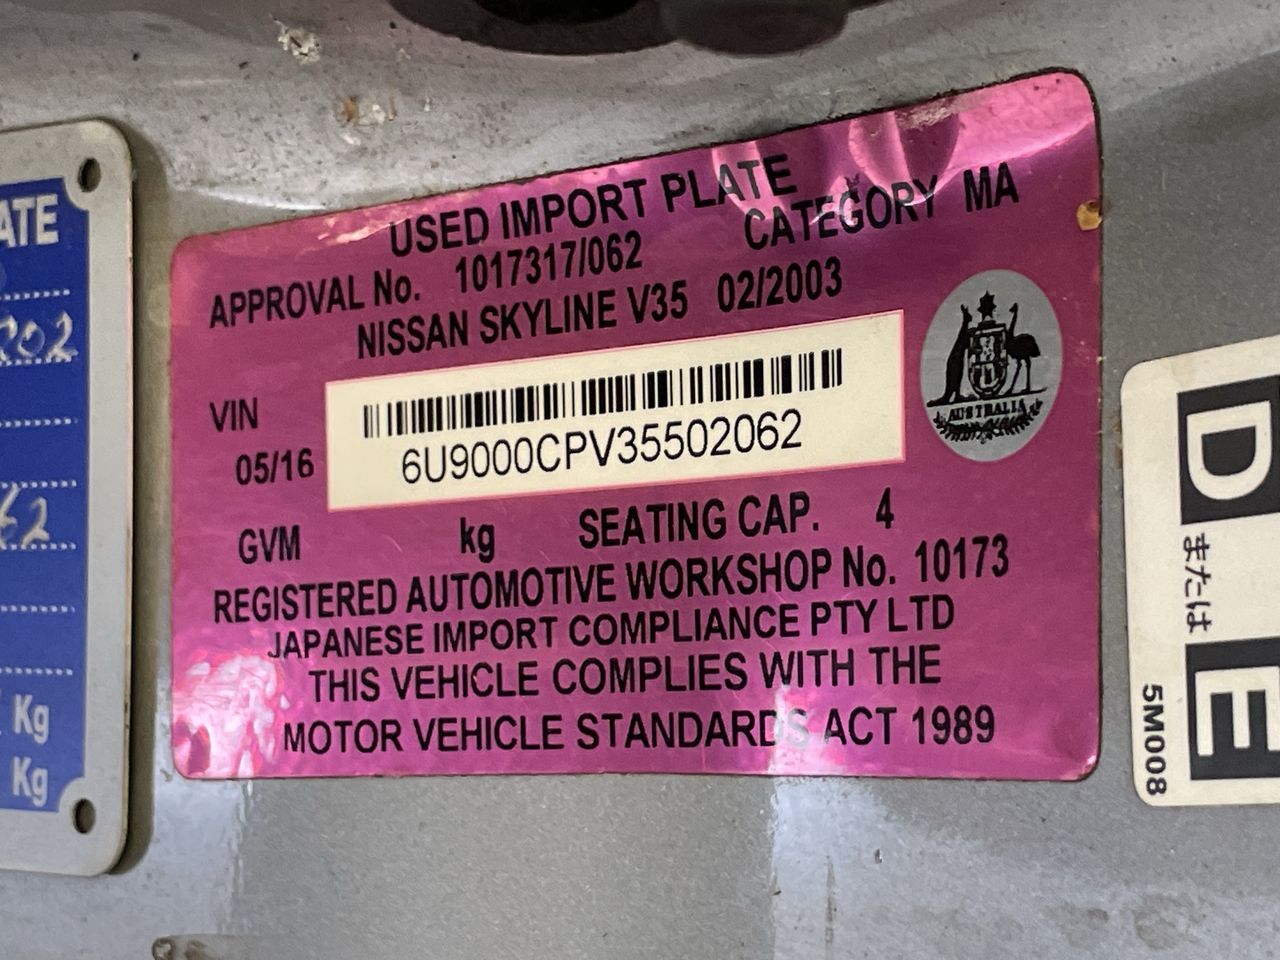 ATE
202
62
Kg
Kg
USED IMPORT PLATE
APPROVAL No. 1017317/062 CATEGORY MA
NISSAN SKYLINE V35 02/2003
VIN
05/16
6U9000CPV35502062
AUSTRALIA
GVM kg SEATING CAP. 4
REGISTERED AUTOMOTIVE WORKSHOP No. 10173
JAPANESE IMPORT COMPLIANCE PTY LTD
THIS VEHICLE COMPLIES WITH THE
MOTOR VEHICLE STANDARDS ACT 1989
D
または
E
5M008